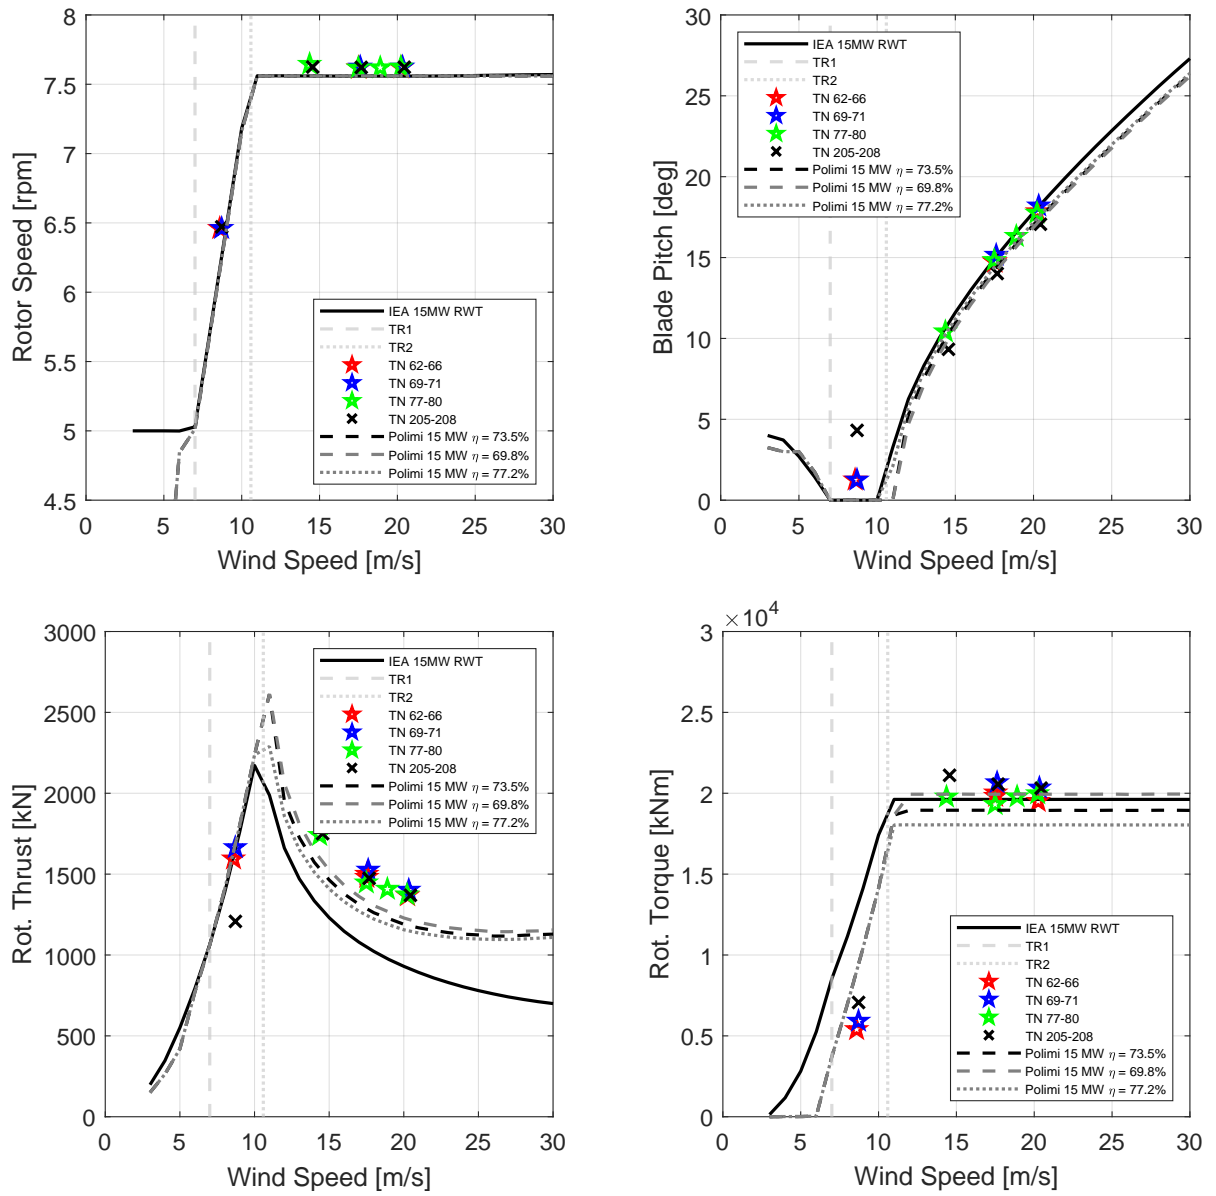 8
7.5
7
6.5
6
5.5
5
4.5
0
5
10
15
20
25
30
Rotor Speed [rpm]
Wind Speed [m/s]
IEA 15MW RWT
TR1
TR2
TN 62-66
TN 69-71
TN 77-80
TN 205-208
Polimi 15 MW η = 73.5%
Polimi 15 MW η = 69.8%
Polimi 15 MW η = 77.2%
30
25
20
15
10
5
0
0
5
10
15
20
25
30
Blade Pitch [deg]
Wind Speed [m/s]
IEA 15MW RWT
TR1
TR2
TN 62-66
TN 69-71
TN 77-80
TN 205-208
Polimi 15 MW η = 73.5%
Polimi 15 MW η = 69.8%
Polimi 15 MW η = 77.2%
3000
2500
2000
1500
1000
500
0
0
5
10
15
20
25
30
Rot. Thrust [kN]
Wind Speed [m/s]
IEA 15MW RWT
TR1
TR2
TN 62-66
TN 69-71
TN 77-80
TN 205-208
Polimi 15 MW η = 73.5%
Polimi 15 MW η = 69.8%
Polimi 15 MW η = 77.2%
×10⁴
3
2.5
2
1.5
1
0.5
0
0
5
10
15
20
25
30
Rot. Torque [kNm]
Wind Speed [m/s]
IEA 15MW RWT
TR1
TR2
TN 62-66
TN 69-71
TN 77-80
TN 205-208
Polimi 15 MW η = 73.5%
Polimi 15 MW η = 69.8%
Polimi 15 MW η = 77.2%